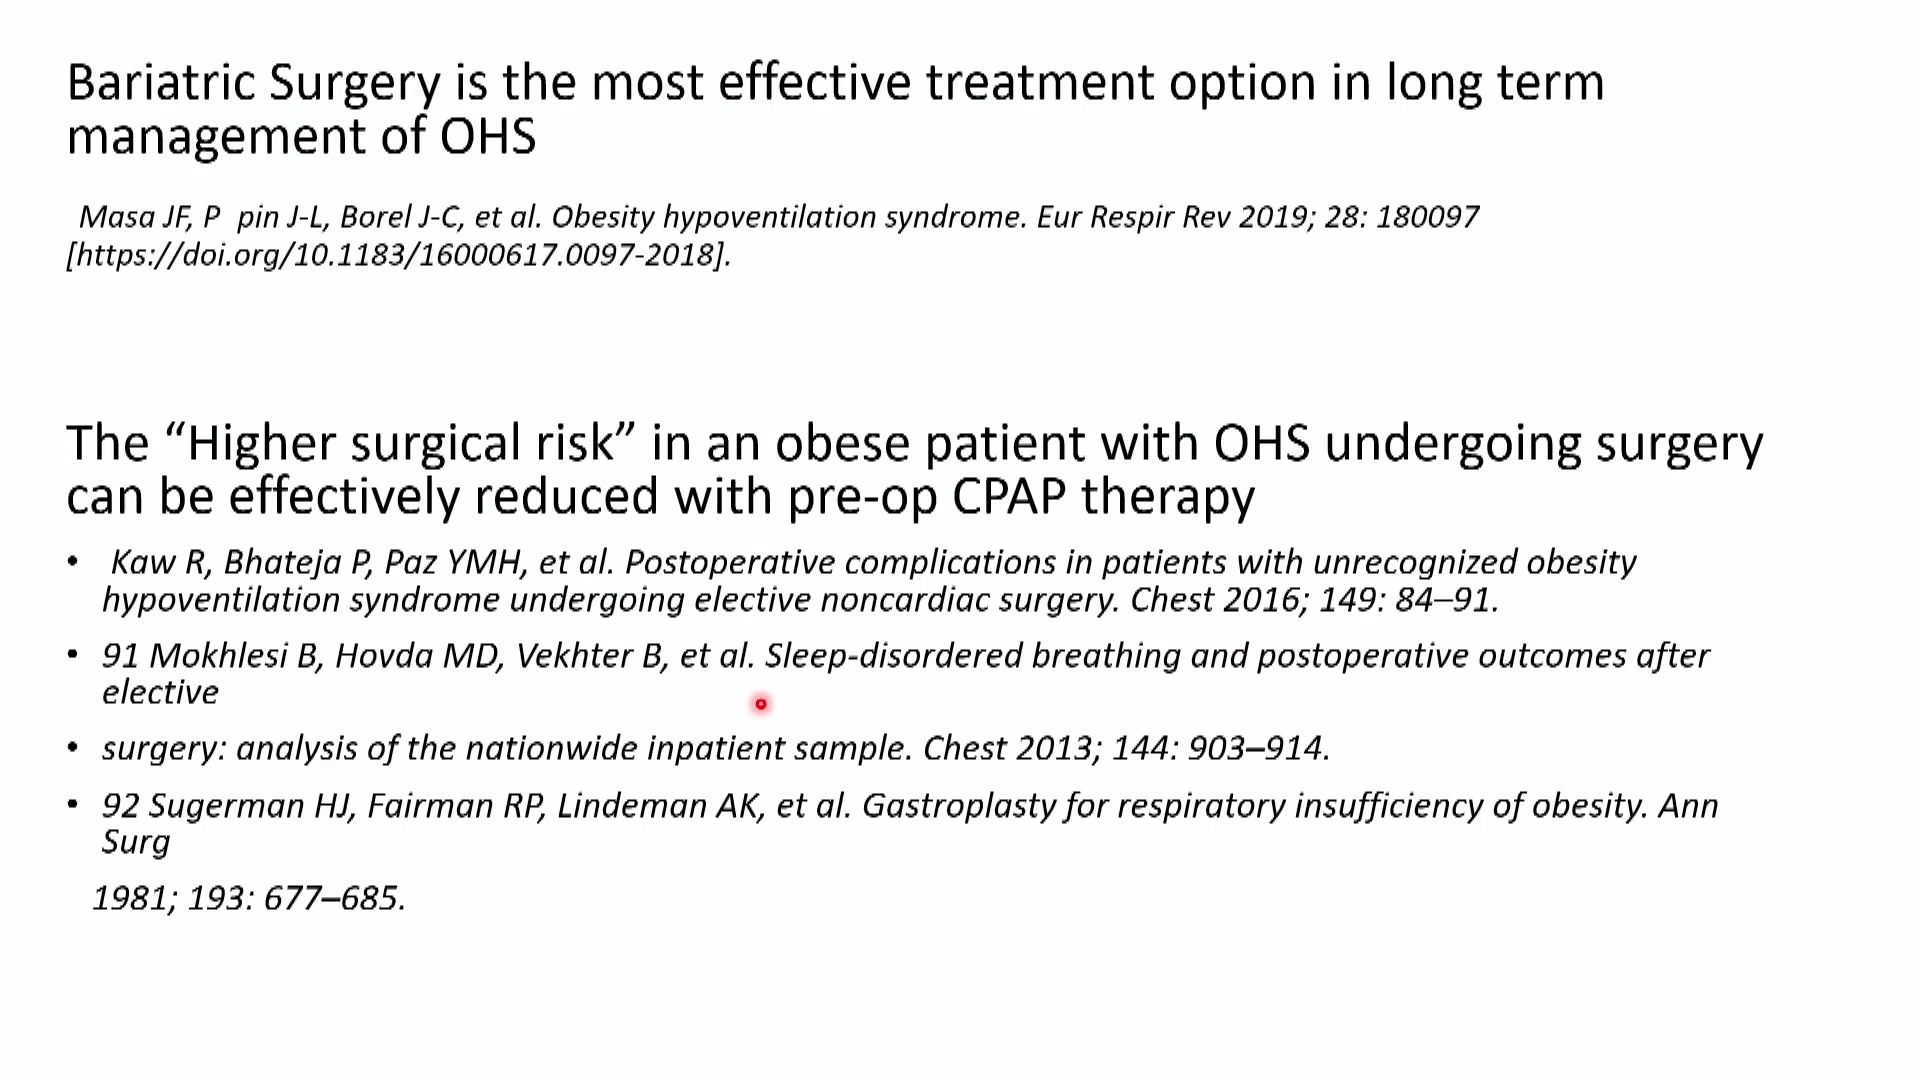 Bariatric Surgery is the most effective treatment option in long term
management of OHS
Masa JF, P pin J-L, Borel J-C, et al. Obesity hypoventilation syndrome. Eur Respir Rev 2019; 28: 180097
[https://doi.org/10.1183/16000617.0097-2018].
The “Higher surgical risk” in an obese patient with OHS undergoing surgery
can be effectively reduced with pre-op CPAP therapy
• Kaw R, Bhateja P, Paz YMH, et al. Postoperative complications in patients with unrecognized obesity
hypoventilation syndrome undergoing elective noncardiac surgery. Chest 2016; 149: 84–91.
• 91 Mokhlesi B, Hovda MD, Vekhter B, et al. Sleep-disordered breathing and postoperative outcomes after
elective
• surgery: analysis of the nationwide inpatient sample. Chest 2013; 144: 903–914.
• 92 Sugerman HJ, Fairman RP, Lindeman AK, et al. Gastroplasty for respiratory insufficiency of obesity. Ann
Surg
1981; 193: 677–685.